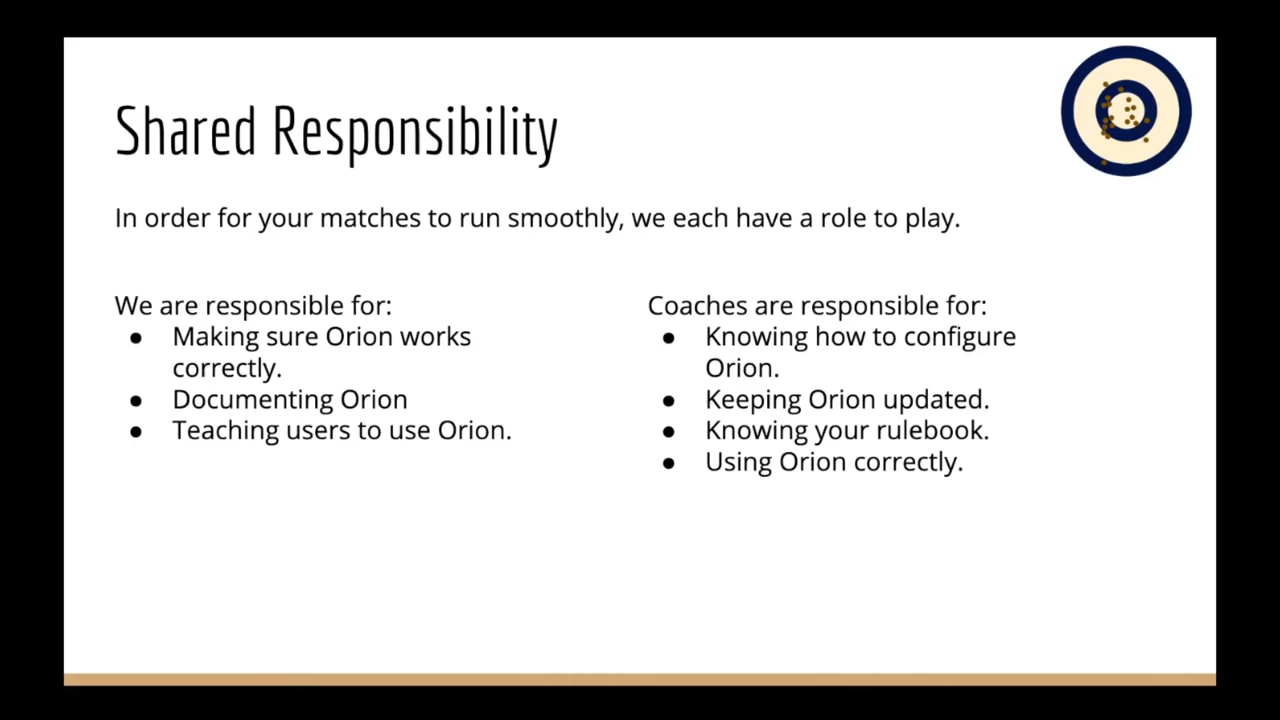 Shared Responsibility
In order for your matches to run smoothly, we each have a role to play.
We are responsible for:
● Making sure Orion works
correctly.
● Documenting Orion
● Teaching users to use Orion.
Coaches are responsible for:
● Knowing how to configure
Orion.
● Keeping Orion updated.
● Knowing your rulebook.
● Using Orion correctly.